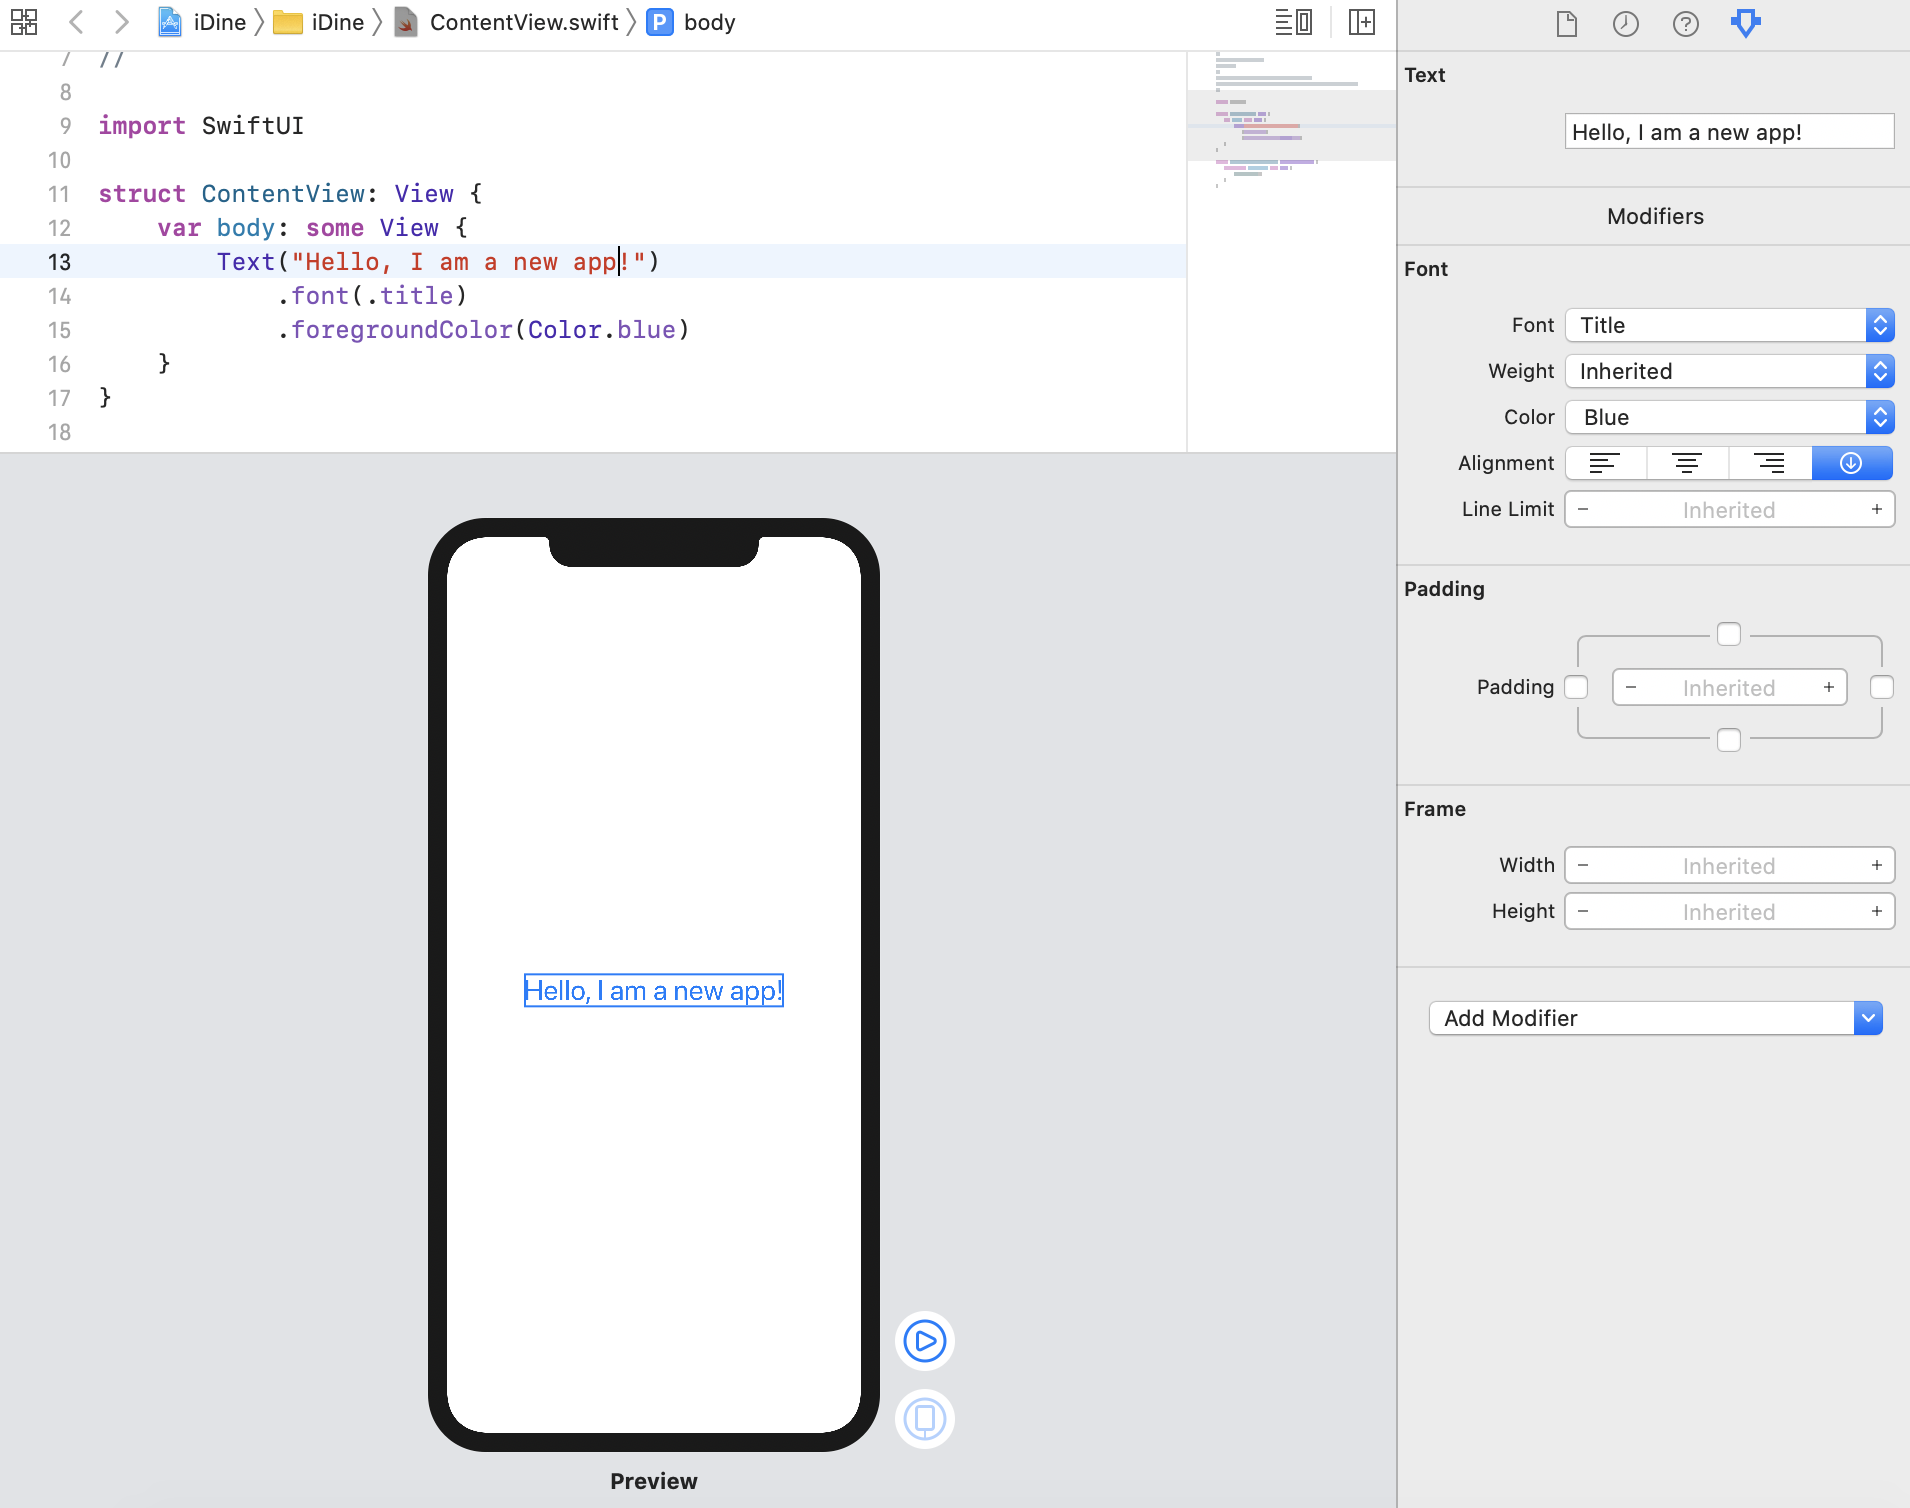 iDine iDine ContentView.swift P body
7 //
8
9 import SwiftUI
10
11 struct ContentView: View {
12 var body: some View {
13 Text("Hello, I am a new app!")
14 .font(.title)
15 .foregroundColor(Color.blue)
16 }
17 }
18
Hello, I am a new app!
Preview
Text
Hello, I am a new app!
Modifiers
Font
Font Title
Weight Inherited
Color Blue
Alignment
Line Limit − Inherited +
Padding
Padding − Inherited +
Frame
Width − Inherited +
Height − Inherited +
Add Modifier